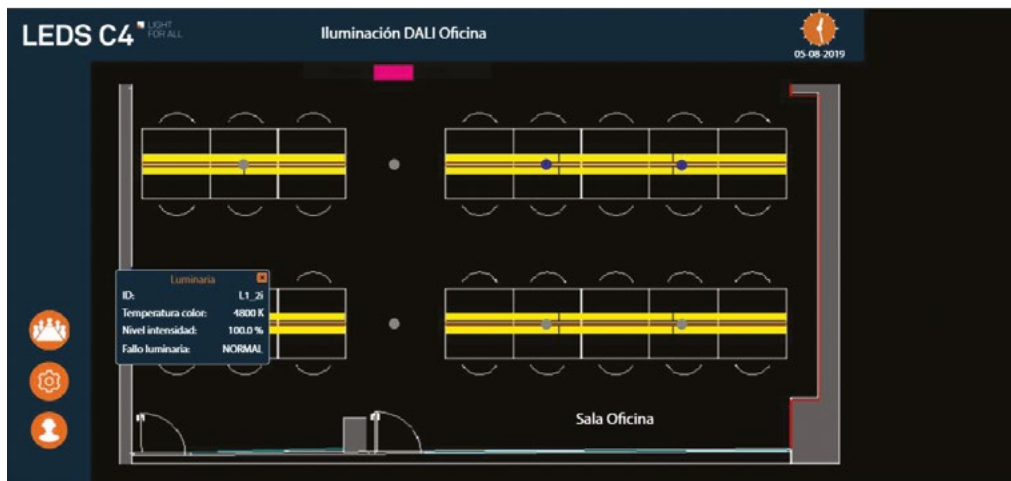 LEDS C4 LIGHT
FOR ALL
Iluminación DALI Oficina
05-08-2019
Luminaria
ID: L1_2i
Temperatura color: 4800 K
Nivel intensidad: 100.0 %
Fallo luminaria: NORMAL
Sala Oficina